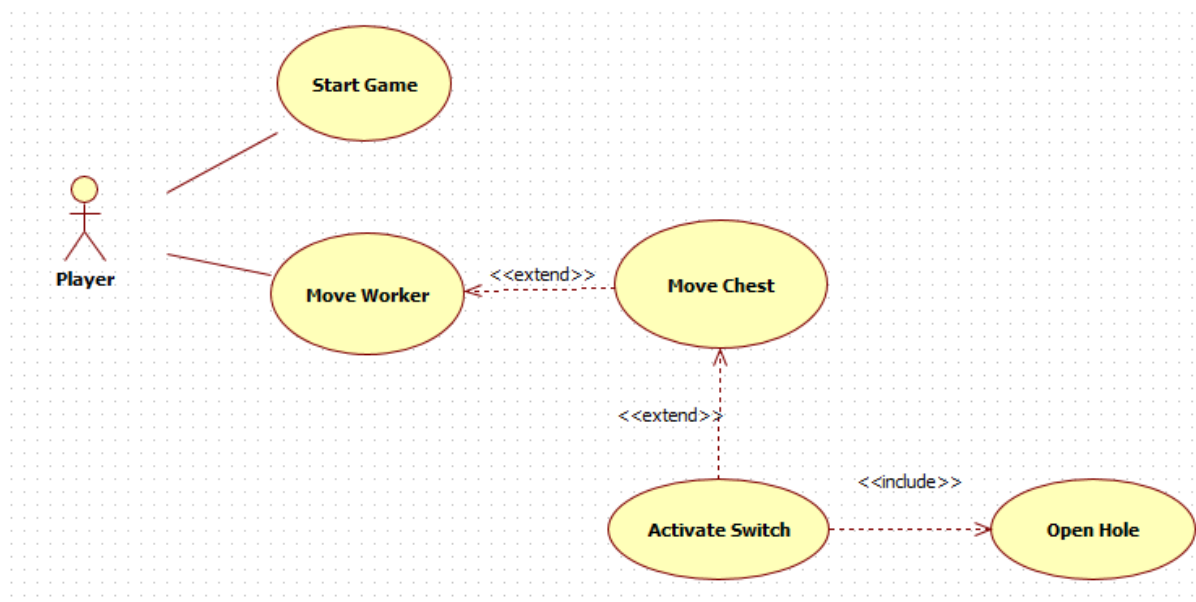 Start Game
Player
Move Worker
<<extend>>
Move Chest
<<extend>>
Activate Switch
<<include>>
Open Hole